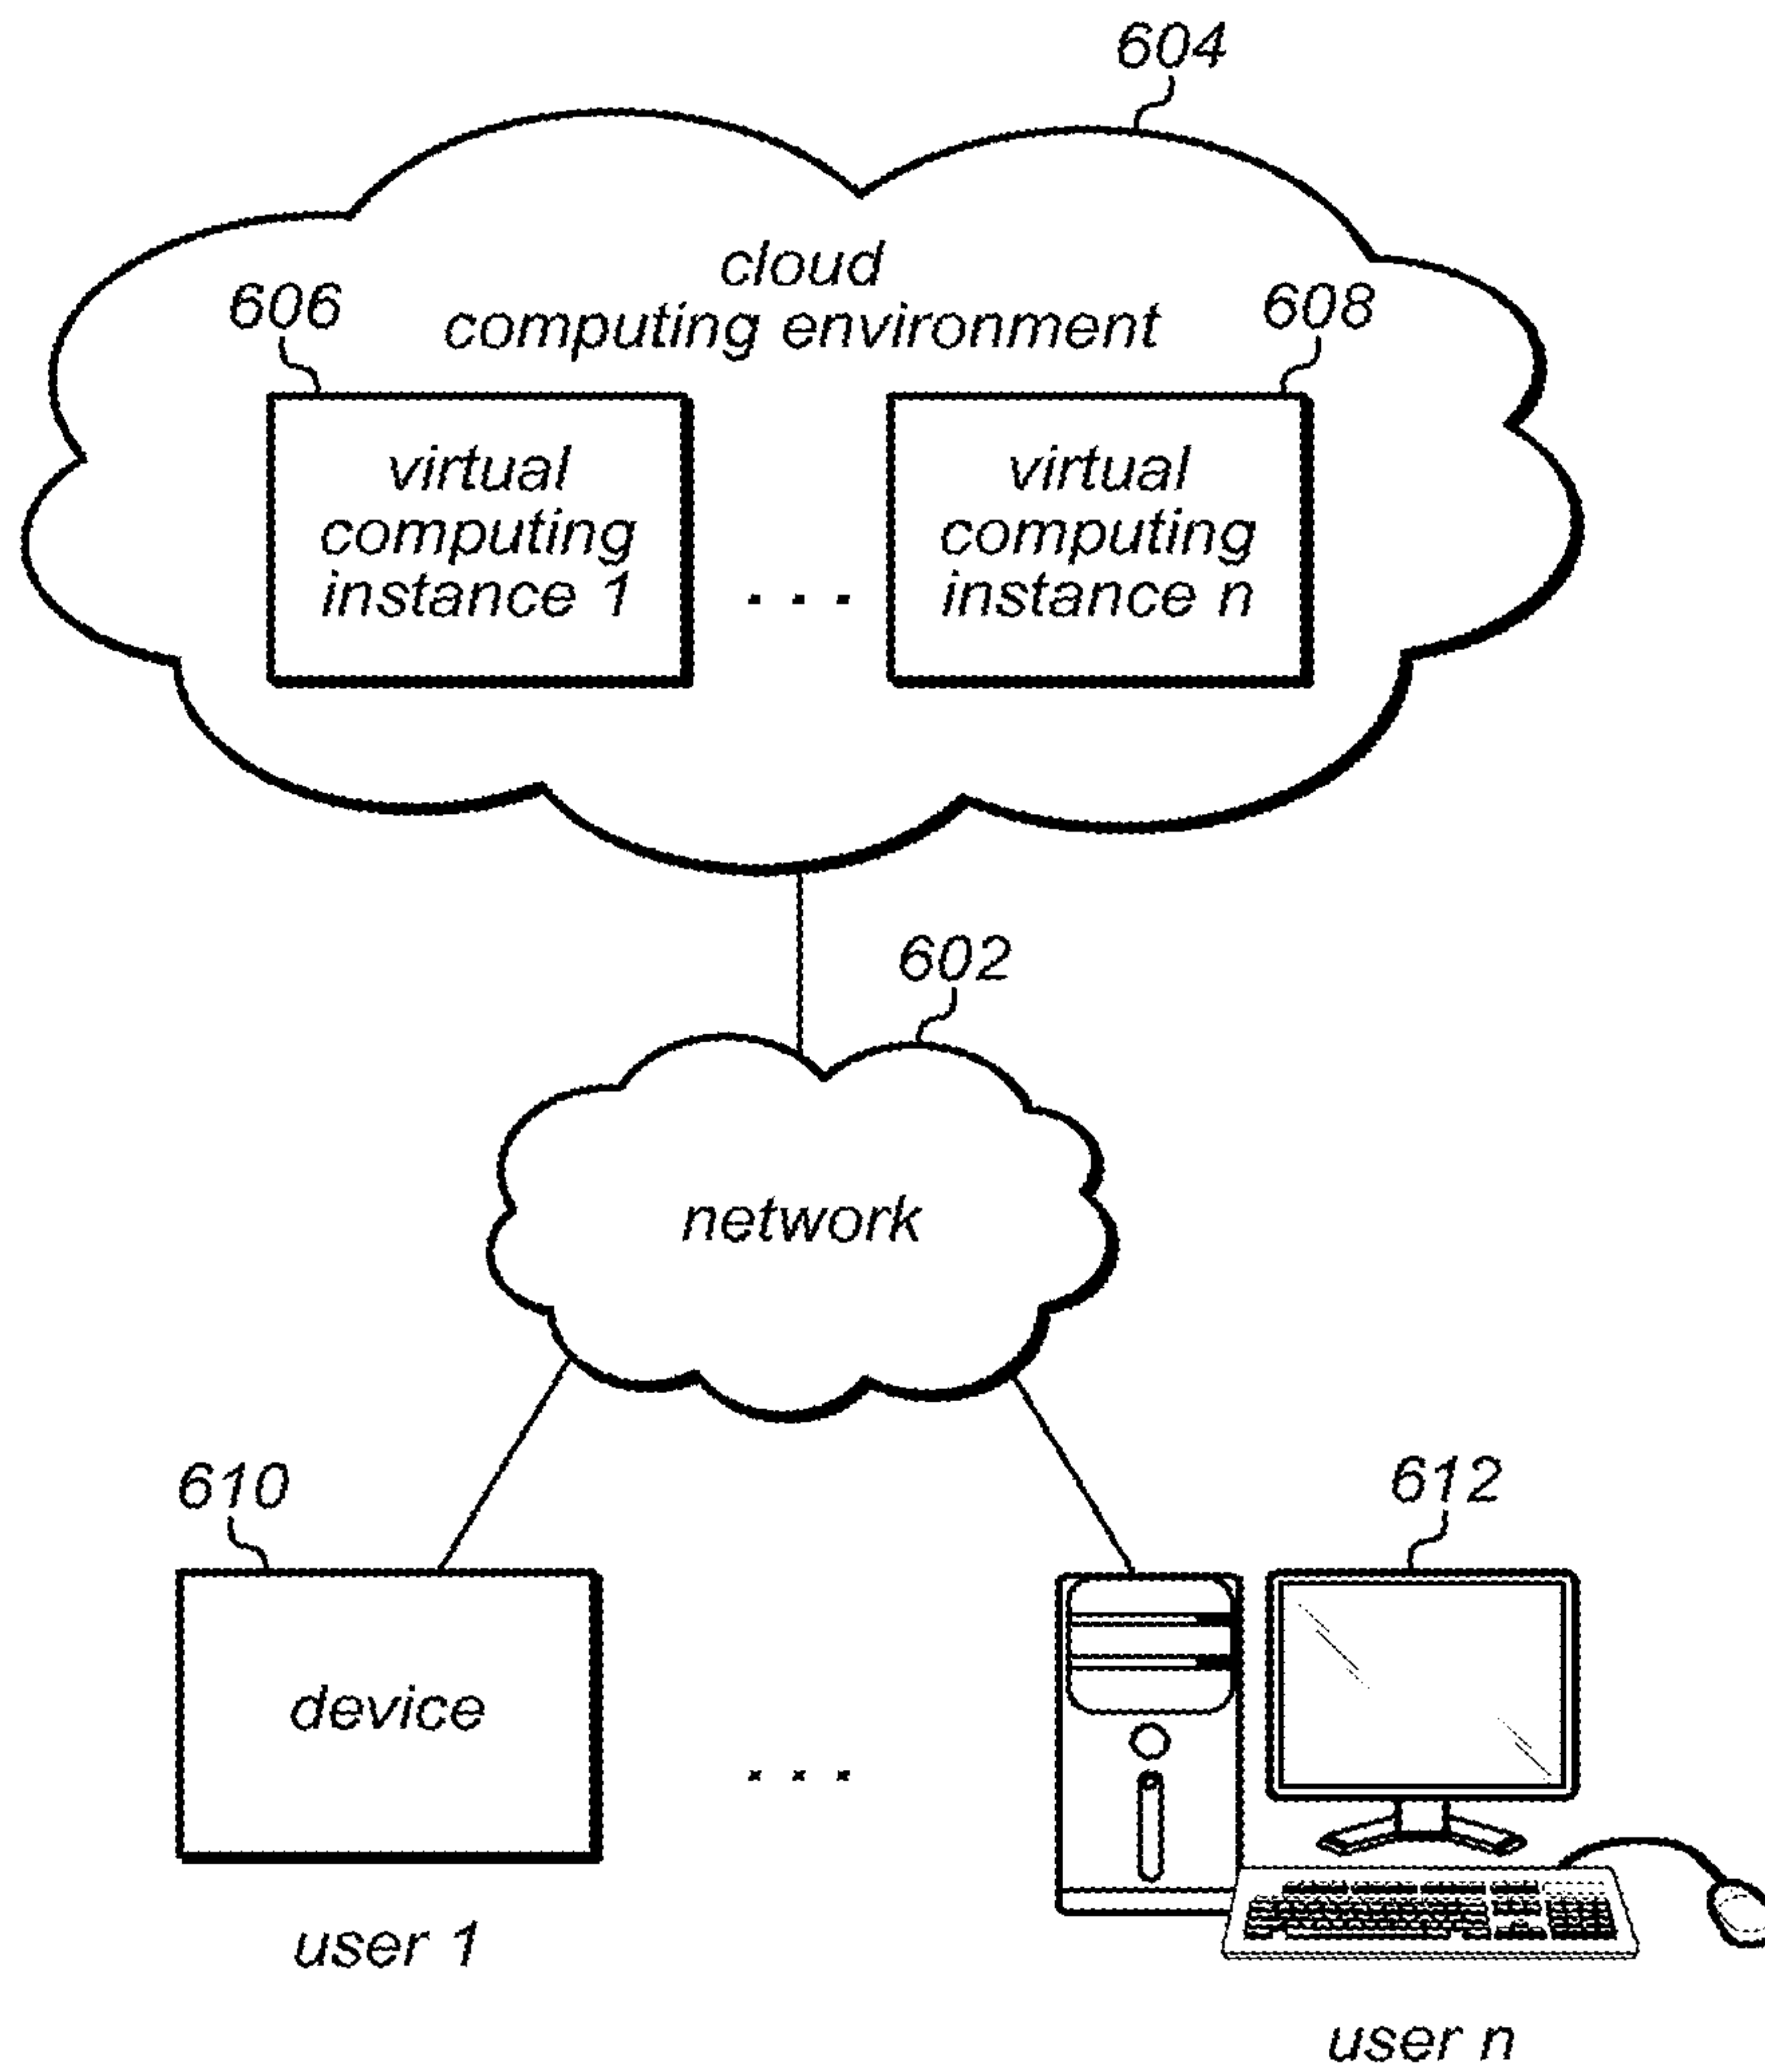 604
cloud
606
computing environment
608
virtual
computing
instance 1
. . .
virtual
computing
instance n
602
network
610
612
device
. . .
user 1
user n